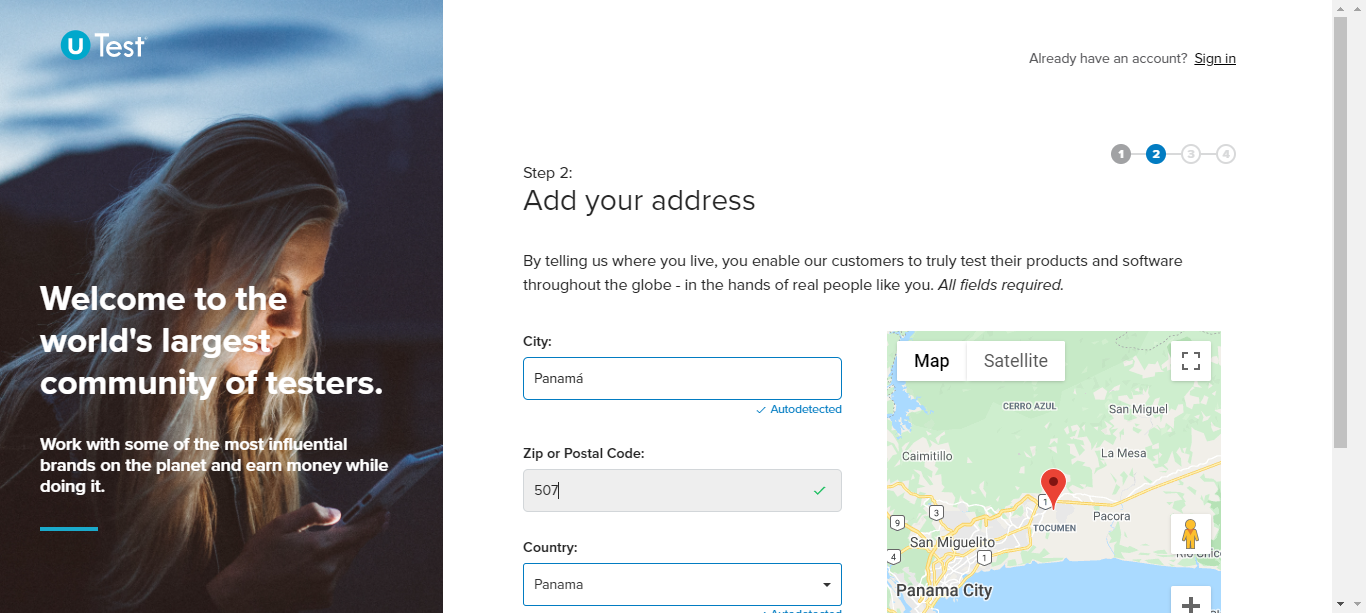 U Test
Already have an account? Sign in
1 2 3 4
Step 2:
Add your address
By telling us where you live, you enable our customers to truly test their products and software
throughout the globe - in the hands of real people like you. All fields required.
Welcome to the
world's largest
community of testers.
Work with some of the most influential
brands on the planet and earn money while
doing it.
City:
Panamá
Autodetected
Zip or Postal Code:
507
Country:
Panama
Autodetected
Map Satellite
CERRO AZUL
San Miguel
La Mesa
Caimitillo
1
3
Pacora
9
TOCUMEN
San Miguelito
4
1
Panama City